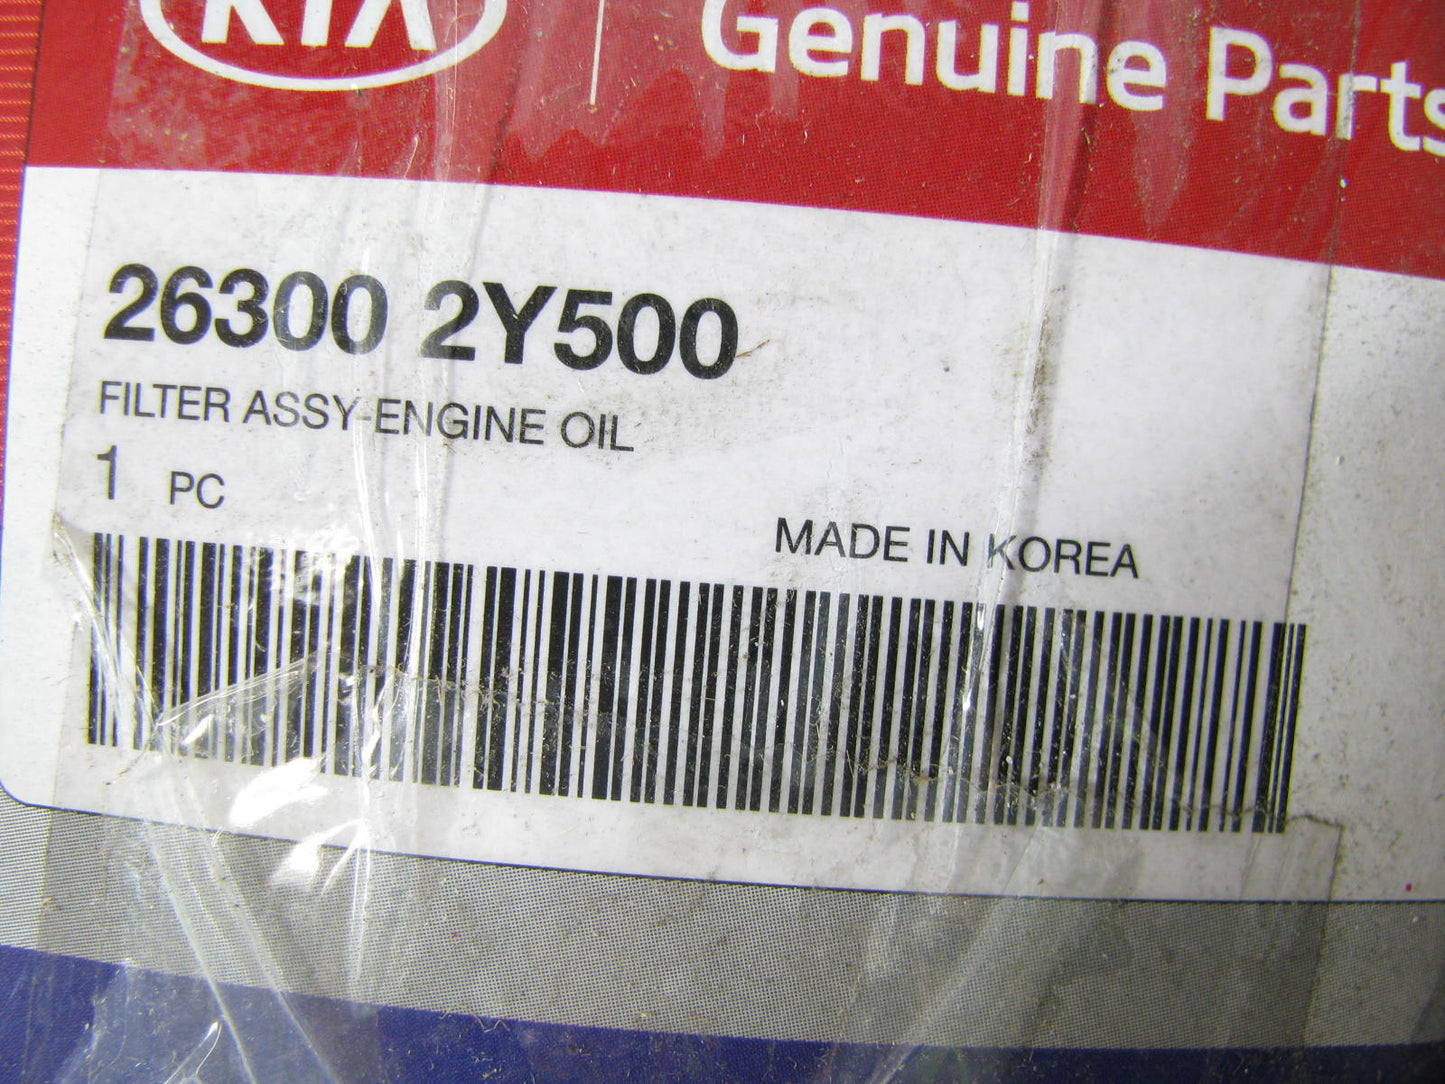 KIA
Genuine Parts
26300 2Y500
FILTER ASSY-ENGINE OIL
1 PC
MADE IN KOREA